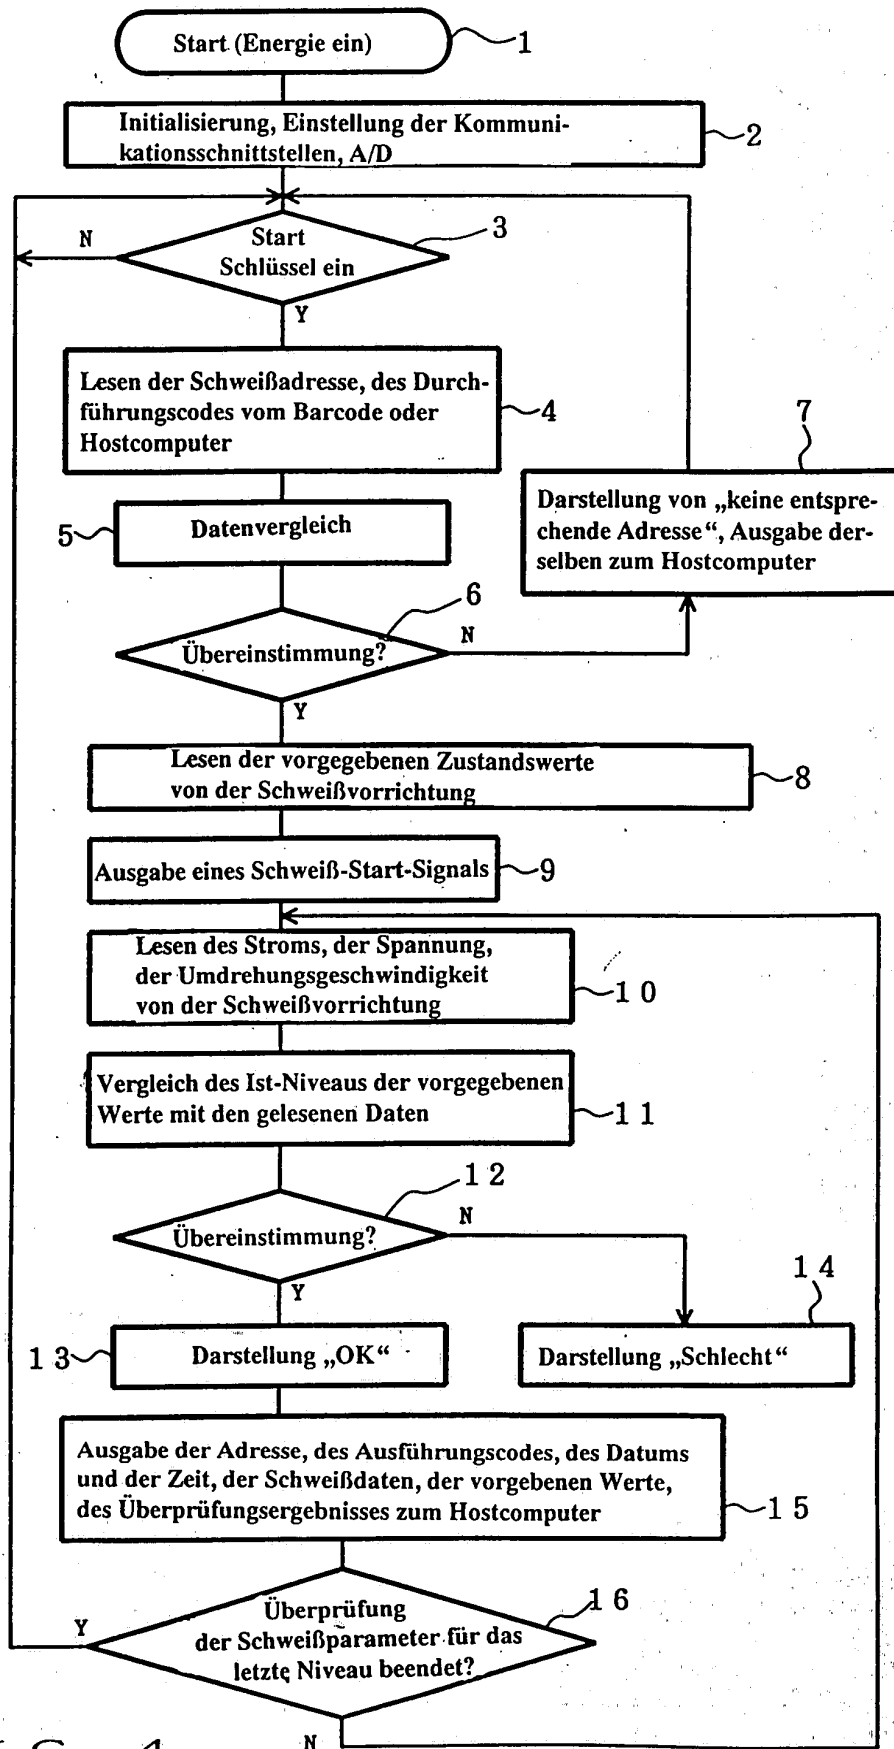 Start (Energie ein)
1
Initialisierung, Einstellung der Kommuni-
kationsschnittstellen, A/D
2
N
Start
Schlüssel ein
3
Y
Lesen der Schweißadresse, des Durch-
führungscodes vom Barcode oder
Hostcomputer
4
7
Darstellung von „keine entspre-
chende Adresse“, Ausgabe der-
selben zum Hostcomputer
5
Datenvergleich
6
Übereinstimmung?
N
Y
Lesen der vorgegebenen Zustandswerte
von der Schweißvorrichtung
8
Ausgabe eines Schweiß-Start-Signals
9
Lesen des Stroms, der Spannung,
der Umdrehungsgeschwindigkeit
von der Schweißvorrichtung
10
Vergleich des Ist-Niveaus der vorgegebenen
Werte mit den gelesenen Daten
11
12
Übereinstimmung?
N
Y
14
13
Darstellung „OK“
Darstellung „Schlecht“
Ausgabe der Adresse, des Ausführungscodes, des Datums
und der Zeit, der Schweißdaten, der vorgebenen Werte,
des Überprüfungsergebnisses zum Hostcomputer
15
16
Y
Überprüfung
der Schweißparameter für das
letzte Niveau beendet?
N